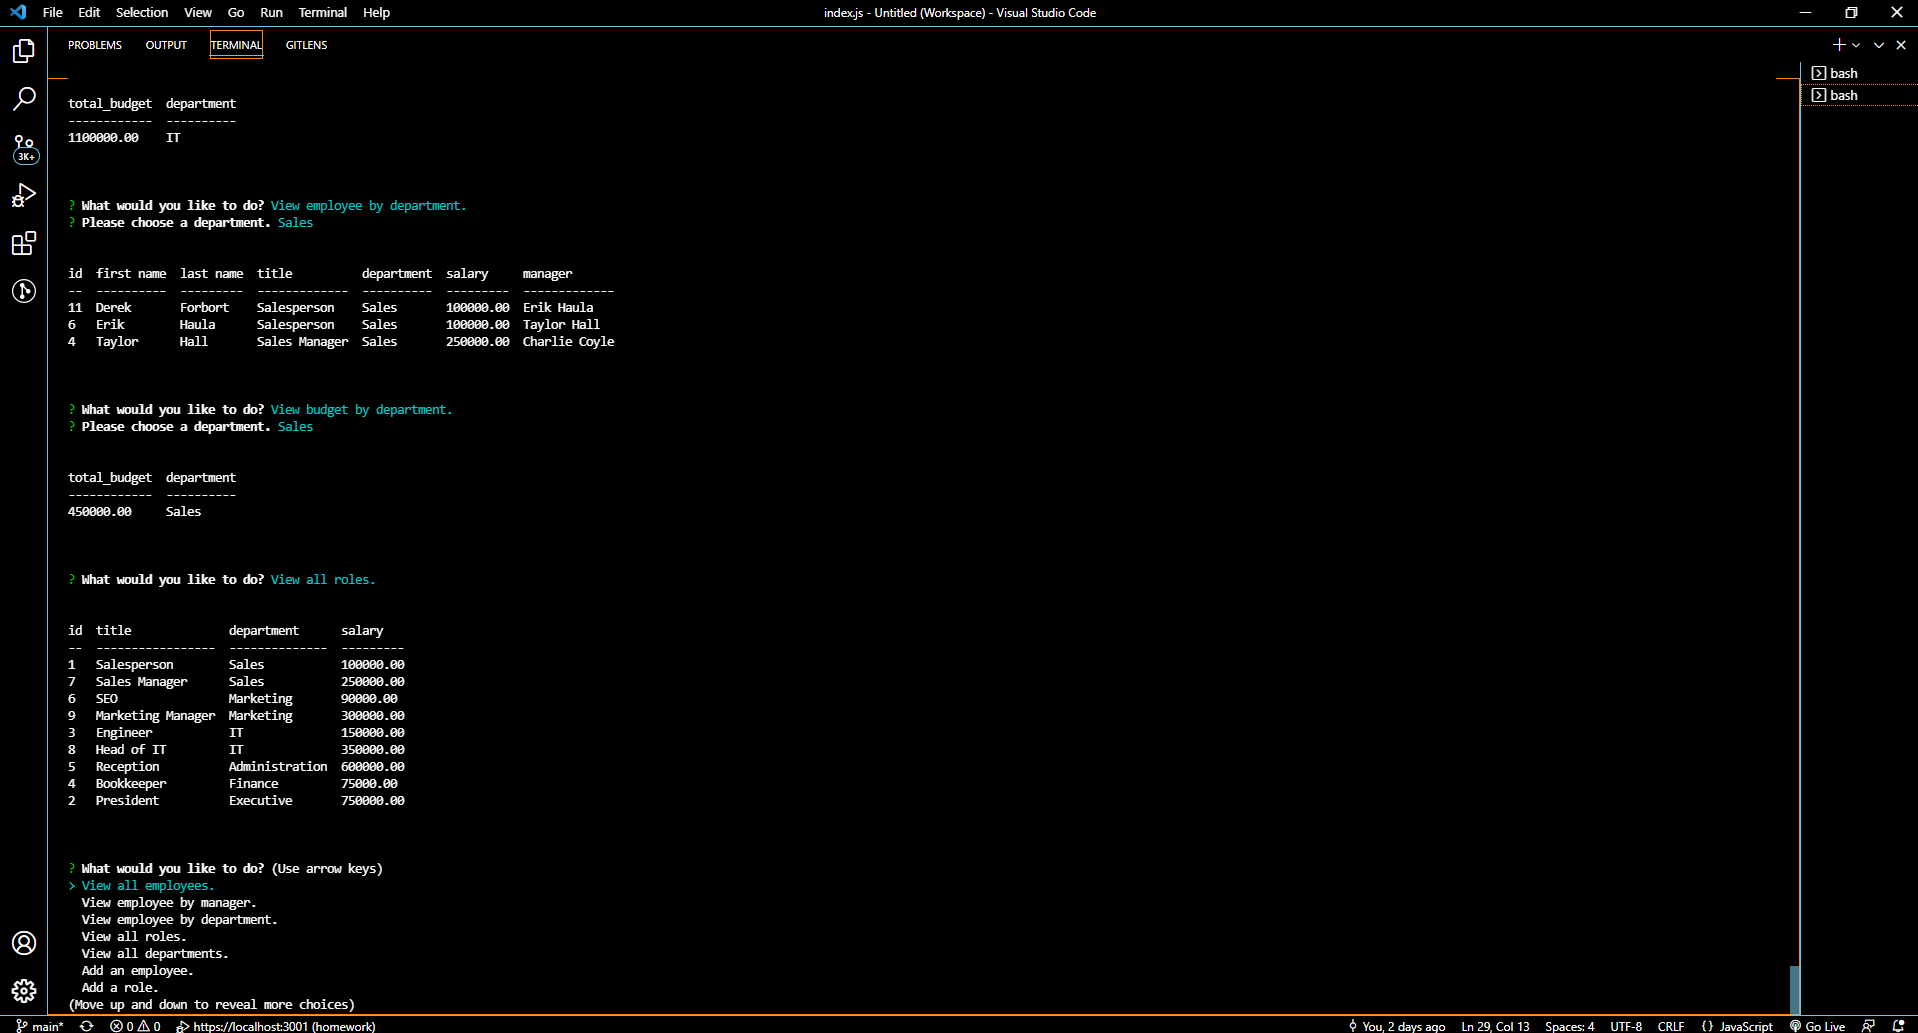 File Edit Selection View Go Run Terminal Help
index.js - Untitled (Workspace) - Visual Studio Code
PROBLEMS OUTPUT TERMINAL GITLENS
bash
bash
3K+
total_budget department
------------ ----------
1100000.00 IT
? What would you like to do? View employee by department.
? Please choose a department. Sales
id first name last name title department salary manager
-- ---------- --------- ------------- ---------- --------- -------------
11 Derek Forbort Salesperson Sales 100000.00 Erik Haula
6 Erik Haula Salesperson Sales 100000.00 Taylor Hall
4 Taylor Hall Sales Manager Sales 250000.00 Charlie Coyle
? What would you like to do? View budget by department.
? Please choose a department. Sales
total_budget department
------------ ----------
450000.00 Sales
? What would you like to do? View all roles.
id title department salary
-- ----------------- -------------- ---------
1 Salesperson Sales 100000.00
7 Sales Manager Sales 250000.00
6 SEO Marketing 90000.00
9 Marketing Manager Marketing 300000.00
3 Engineer IT 150000.00
8 Head of IT IT 350000.00
5 Reception Administration 600000.00
4 Bookkeeper Finance 75000.00
2 President Executive 750000.00
? What would you like to do? (Use arrow keys)
> View all employees.
View employee by manager.
View employee by department.
View all roles.
View all departments.
Add an employee.
Add a role.
(Move up and down to reveal more choices)
main* 0 0 https://localhost:3001 (homework) You, 2 days ago Ln 29, Col 13 Spaces: 4 UTF-8 CRLF {} JavaScript Go Live